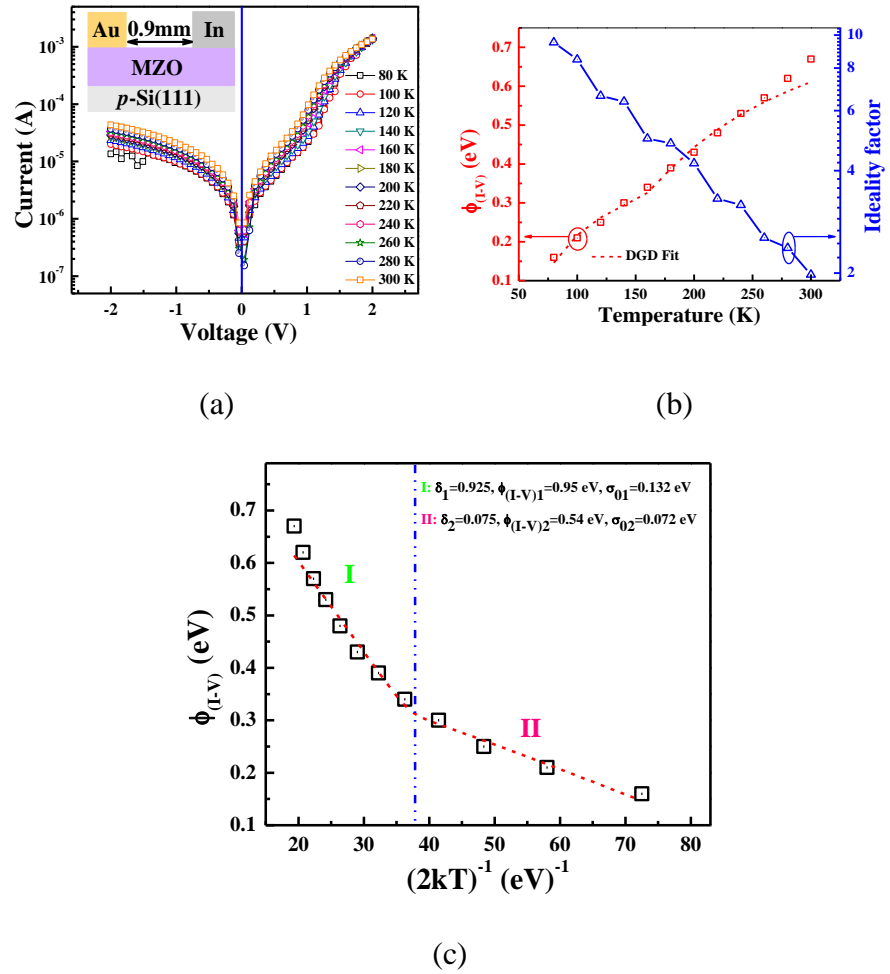 Au 0.9mm In
MZO
p-Si(111)
10⁻³
10⁻⁴
10⁻⁵
10⁻⁶
10⁻⁷
Current (A)
80 K
100 K
120 K
140 K
160 K
180 K
200 K
220 K
240 K
260 K
280 K
300 K
-2 -1 0 1 2
Voltage (V)
(a)
0.7
0.6
0.5
0.4
0.3
0.2
0.1
ϕ(I-V) (eV)
10
8
6
4
2
Ideality factor
DGD Fit
50 100 150 200 250 300
Temperature (K)
(b)
I: δ1=0.925, ϕ(I-V)1=0.95 eV, σ01=0.132 eV
II: δ2=0.075, ϕ(I-V)2=0.54 eV, σ02=0.072 eV
0.7
0.6
0.5
0.4
0.3
0.2
0.1
ϕ(I-V) (eV)
I
II
20 30 40 50 60 70 80
(2kT)⁻¹ (eV)⁻¹
(c)